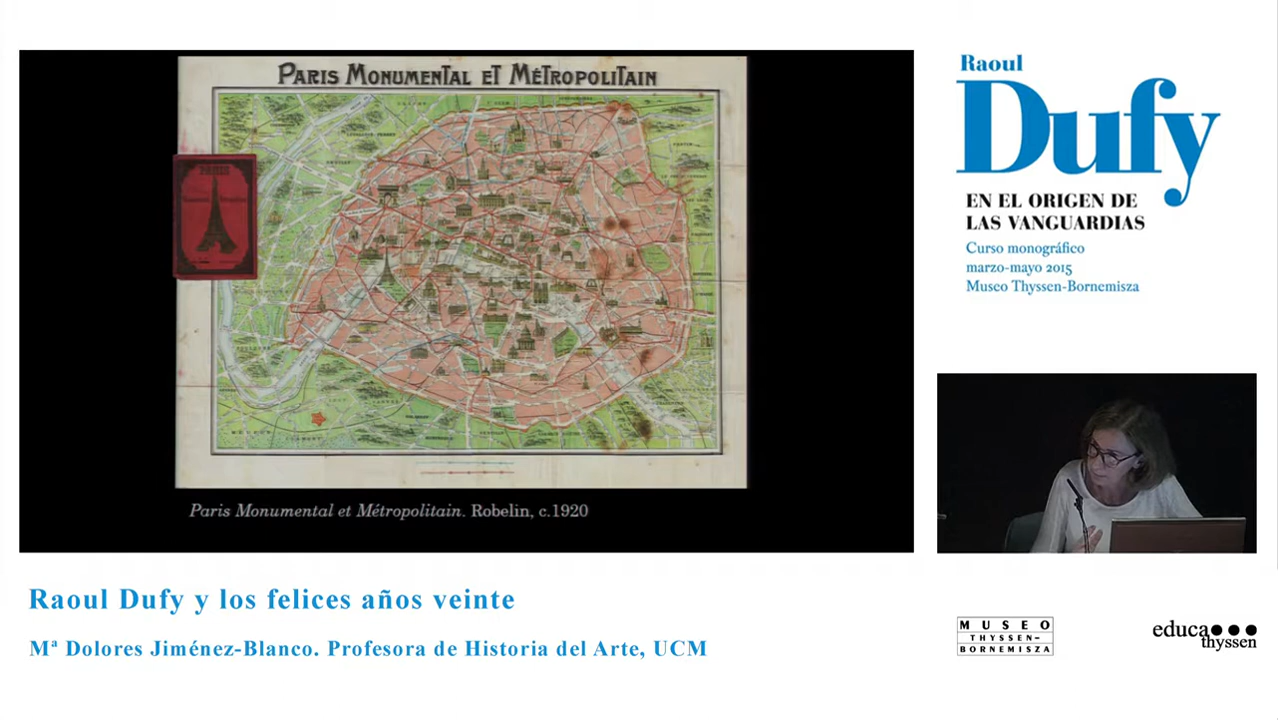 PARIS MONUMENTAL ET MÉTROPOLITAIN
PARIS
Paris Monumental et Métropolitain. Robelin, c.1920
Raoul
Dufy
EN EL ORIGEN DE
LAS VANGUARDIAS
Curso monográfico
marzo-mayo 2015
Museo Thyssen-Bornemisza
Raoul Dufy y los felices años veinte
Mª Dolores Jiménez-Blanco. Profesora de Historia del Arte, UCM
MUSEO
THYSSEN-
BORNEMISZA
educa
thyssen